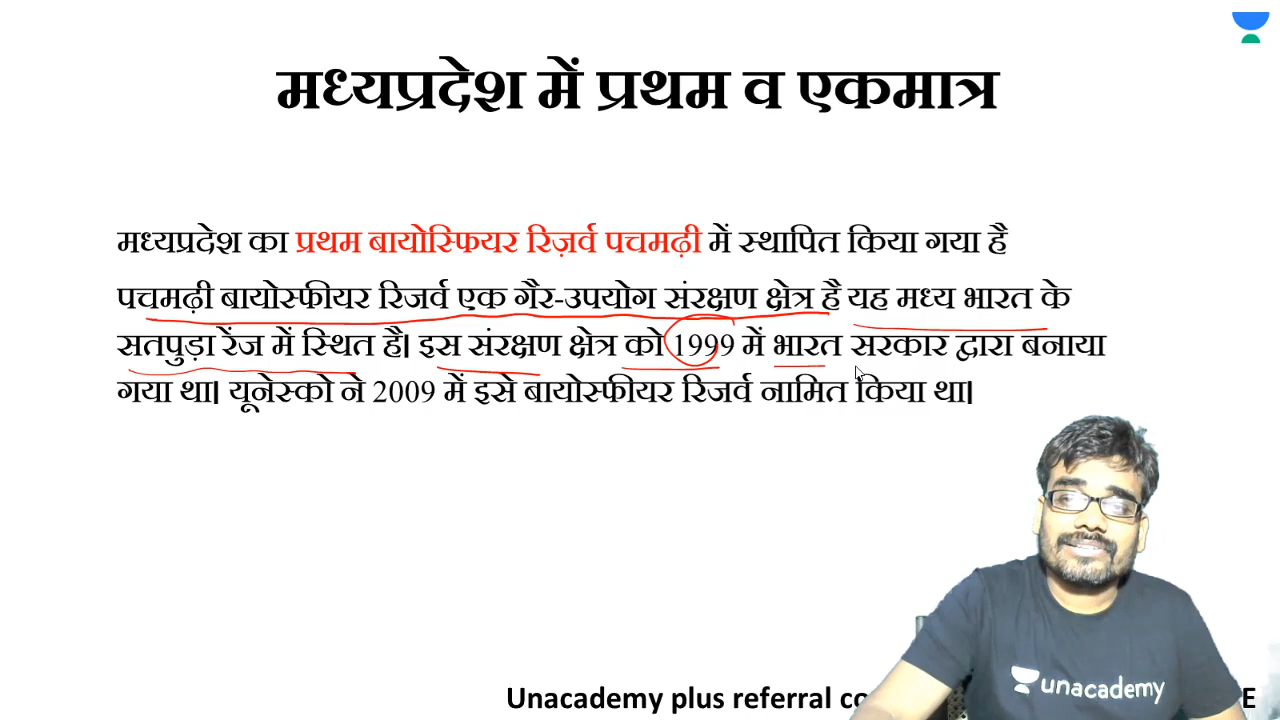 मध्यप्रदेश में प्रथम व एकमात्र
मध्यप्रदेश का प्रथम बायोस्फियर रिज़र्व पचमढ़ी में स्थापित किया गया है
पचमढ़ी बायोस्फीयर रिजर्व एक गैर-उपयोग संरक्षण क्षेत्र है यह मध्य भारत के
सतपुड़ा रेंज में स्थित है। इस संरक्षण क्षेत्र को 1999 में भारत सरकार द्वारा बनाया
गया था। यूनेस्को ने 2009 में इसे बायोस्फीयर रिजर्व नामित किया था।
unacademy
Unacademy plus referral